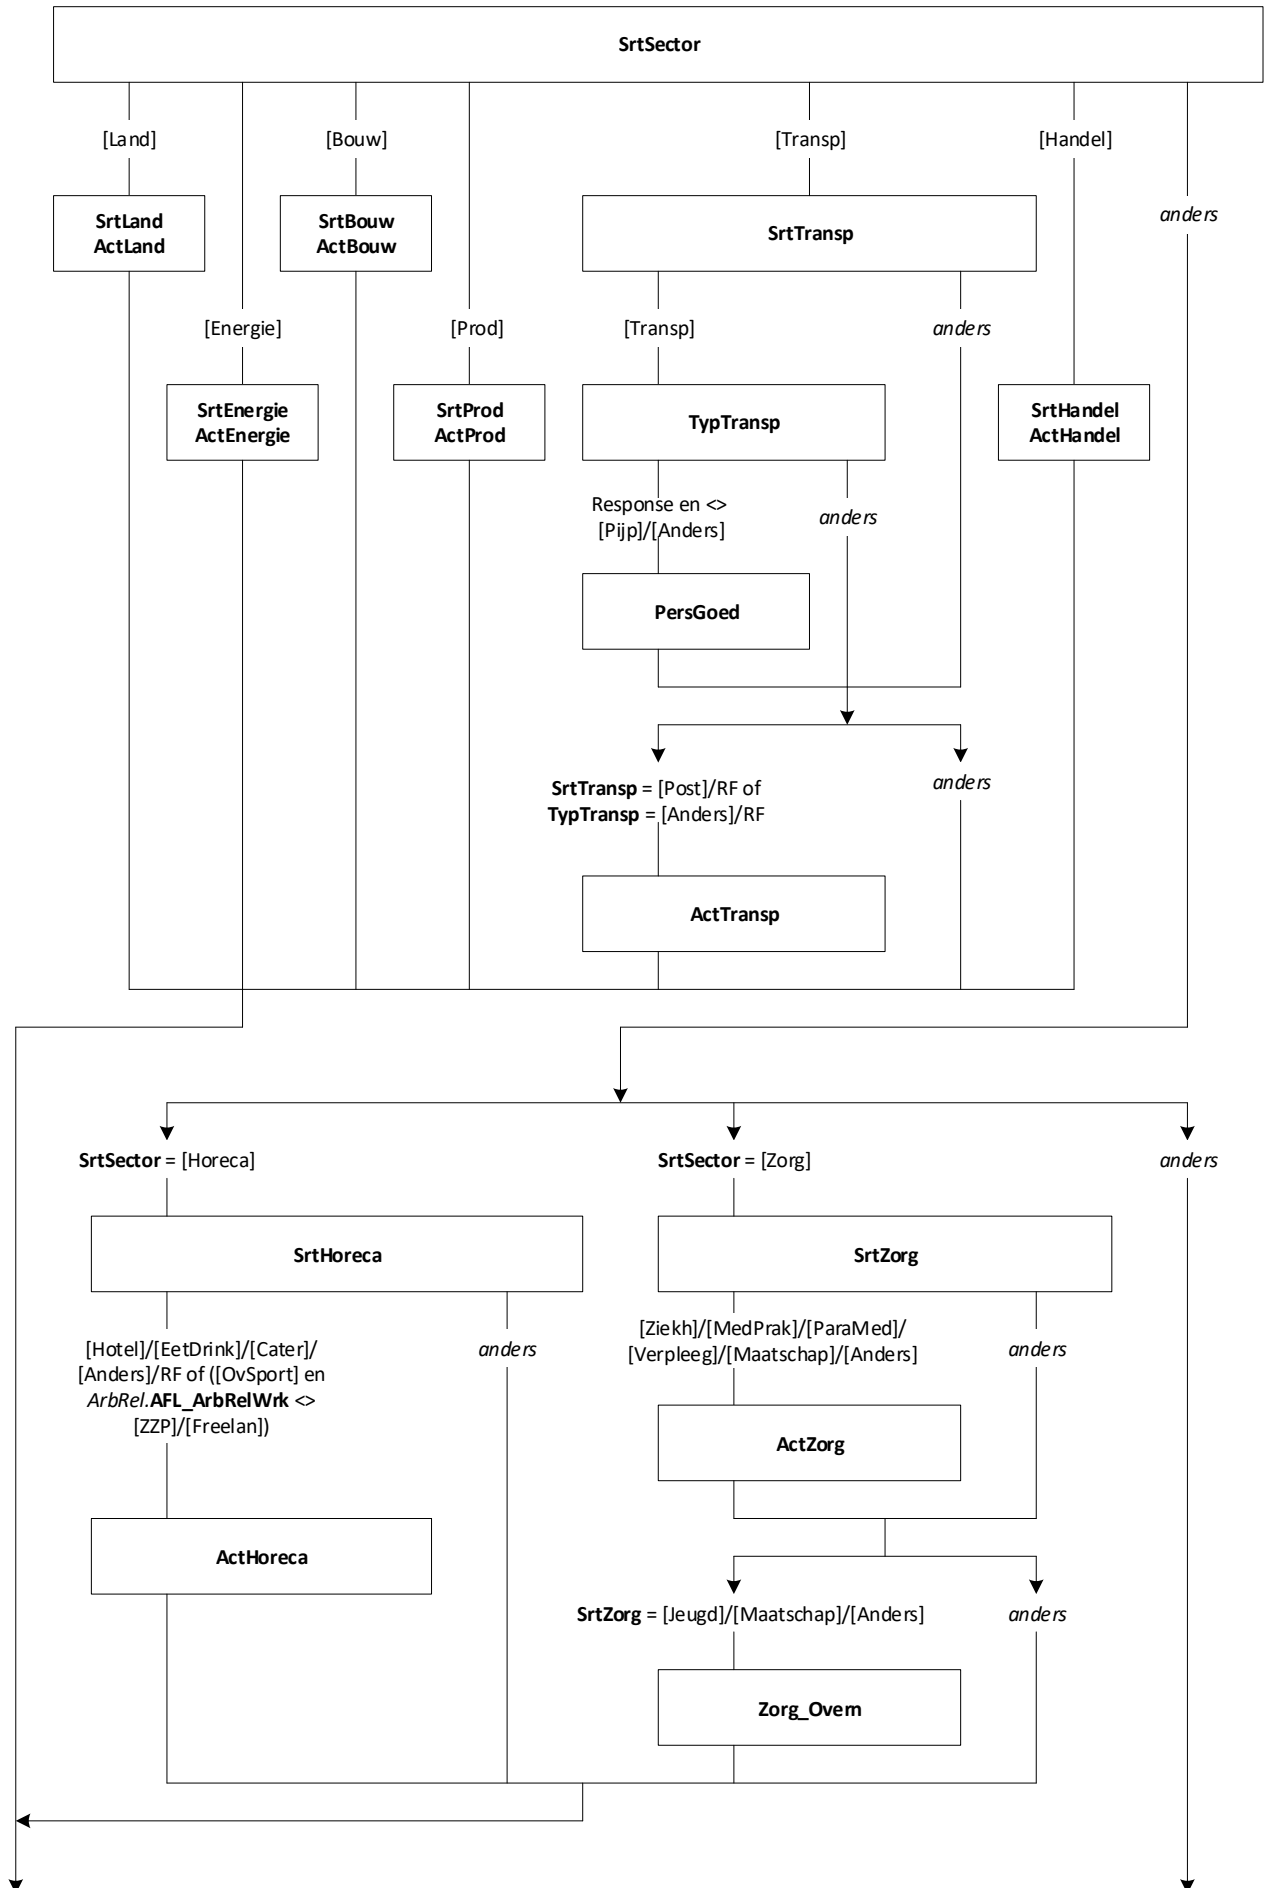 SrtSector
[Land]
[Bouw]
[Transp]
[Handel]
SrtLand
ActLand
SrtBouw
ActBouw
SrtTransp
anders
[Energie]
[Prod]
[Transp]
anders
SrtEnergie
ActEnergie
SrtProd
ActProd
TypTransp
SrtHandel
ActHandel
Response en <>
[Pijp]/[Anders]
anders
PersGoed
SrtTransp = [Post]/RF of
TypTransp = [Anders]/RF
anders
ActTransp
SrtSector = [Horeca]
SrtSector = [Zorg]
anders
SrtHoreca
SrtZorg
[Hotel]/[EetDrink]/[Cater]/
[Anders]/RF of ([OvSport] en
ArbRel.AFL_ArbRelWrk <>
[ZZP]/[Freelan])
anders
[Ziekh]/[MedPrak]/[ParaMed]/
[Verpleeg]/[Maatschap]/[Anders]
anders
ActZorg
ActHoreca
SrtZorg = [Jeugd]/[Maatschap]/[Anders]
anders
Zorg_Overn